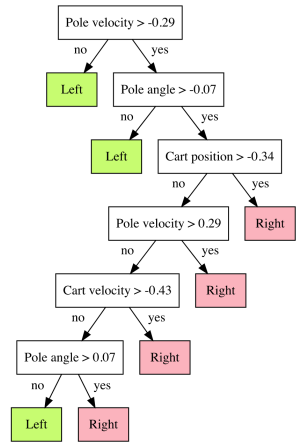 Pole velocity > -0.29
no yes
Left Pole angle > -0.07
no yes
Left Cart position > -0.34
no yes
Pole velocity > 0.29 Right
no yes
Cart velocity > -0.43 Right
no yes
Pole angle > 0.07 Right
no yes
Left Right